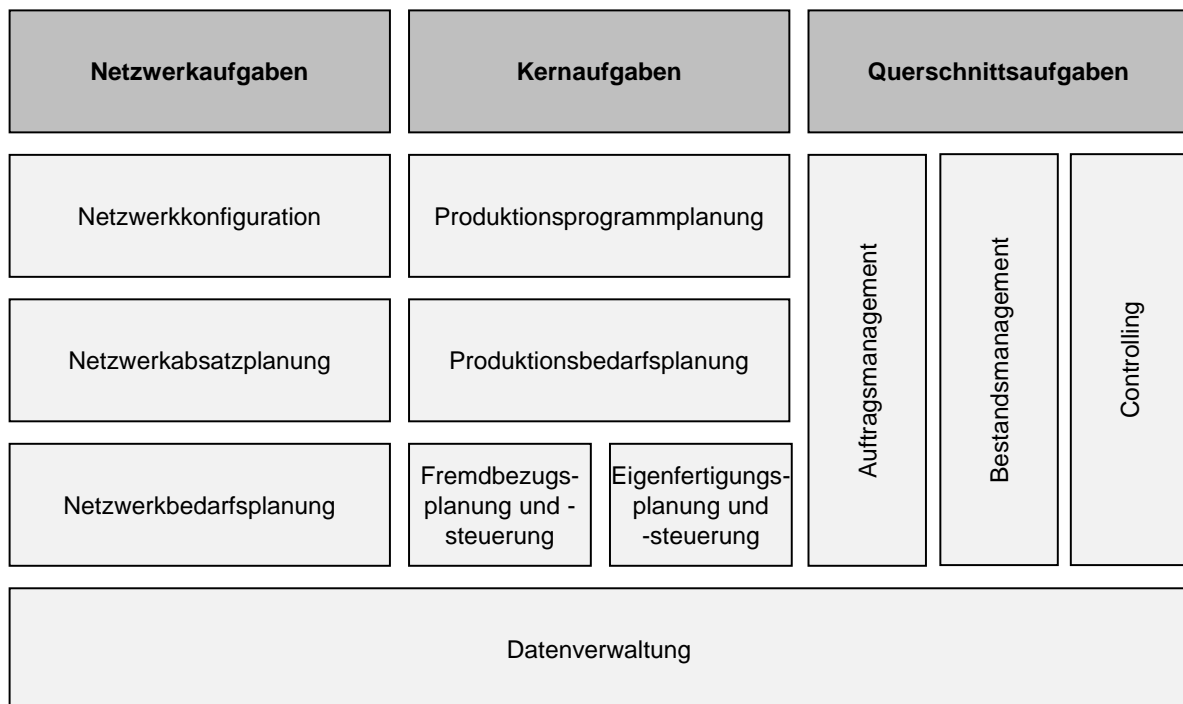 Netzwerkaufgaben
Kernaufgaben
Querschnittsaufgaben
Netzwerkkonfiguration
Produktionsprogrammplanung
Netzwerkabsatzplanung
Produktionsbedarfsplanung
Netzwerkbedarfsplanung
Fremdbezugs-
planung und -
steuerung
Eigenfertigungs-
planung und
-steuerung
Auftragsmanagement
Bestandsmanagement
Controlling
Datenverwaltung